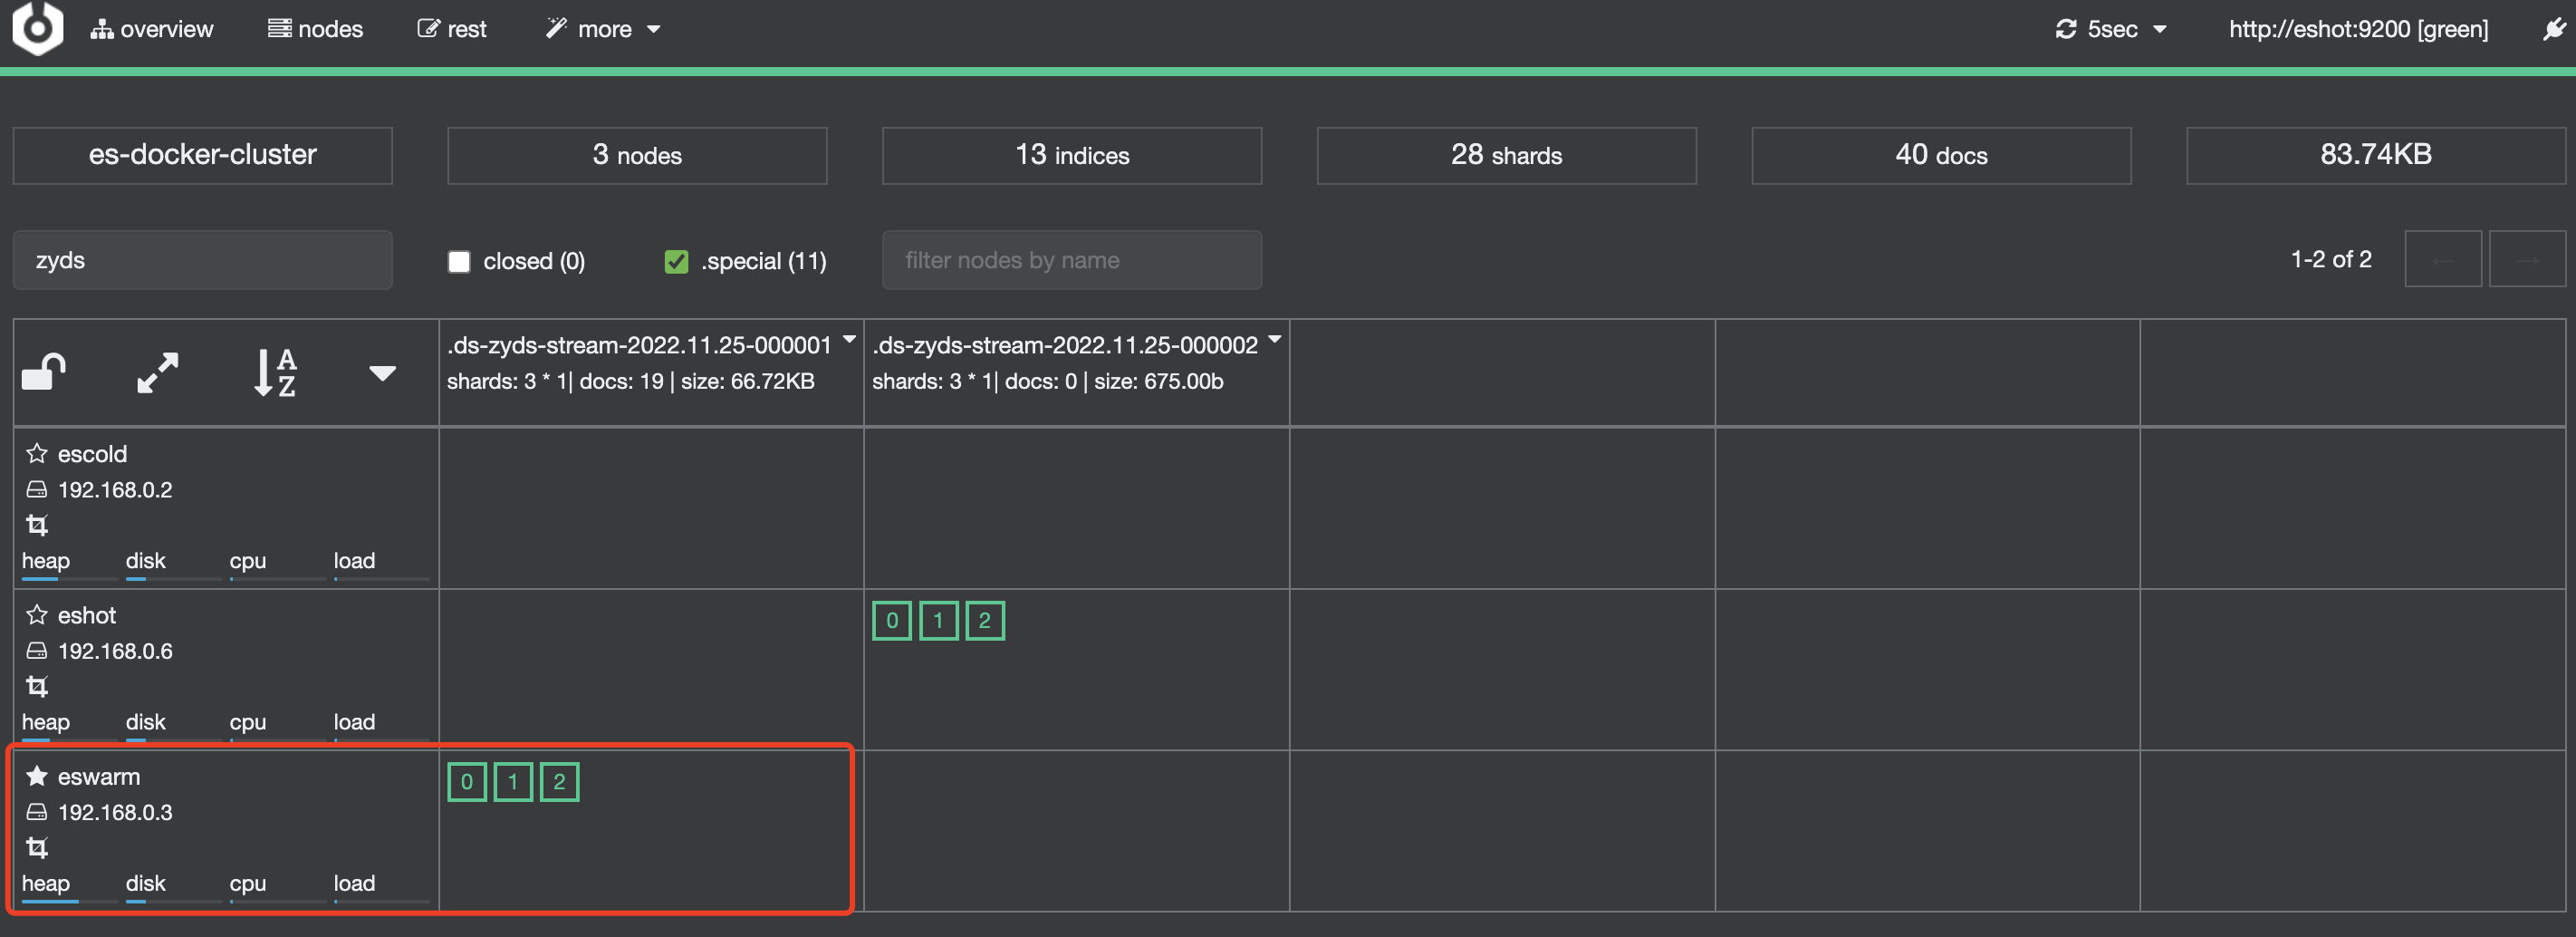 overview nodes rest more 5sec http://eshot:9200 [green]
es-docker-cluster 3 nodes 13 indices 28 shards 40 docs 83.74KB
zyds closed (0) .special (11) filter nodes by name 1-2 of 2 ← →
A
Z
.ds-zyds-stream-2022.11.25-000001 .ds-zyds-stream-2022.11.25-000002
shards: 3 * 1| docs: 19 | size: 66.72KB shards: 3 * 1| docs: 0 | size: 675.00b
escold
192.168.0.2
heap disk cpu load
eshot 0 1 2
192.168.0.6
heap disk cpu load
eswarm 0 1 2
192.168.0.3
heap disk cpu load